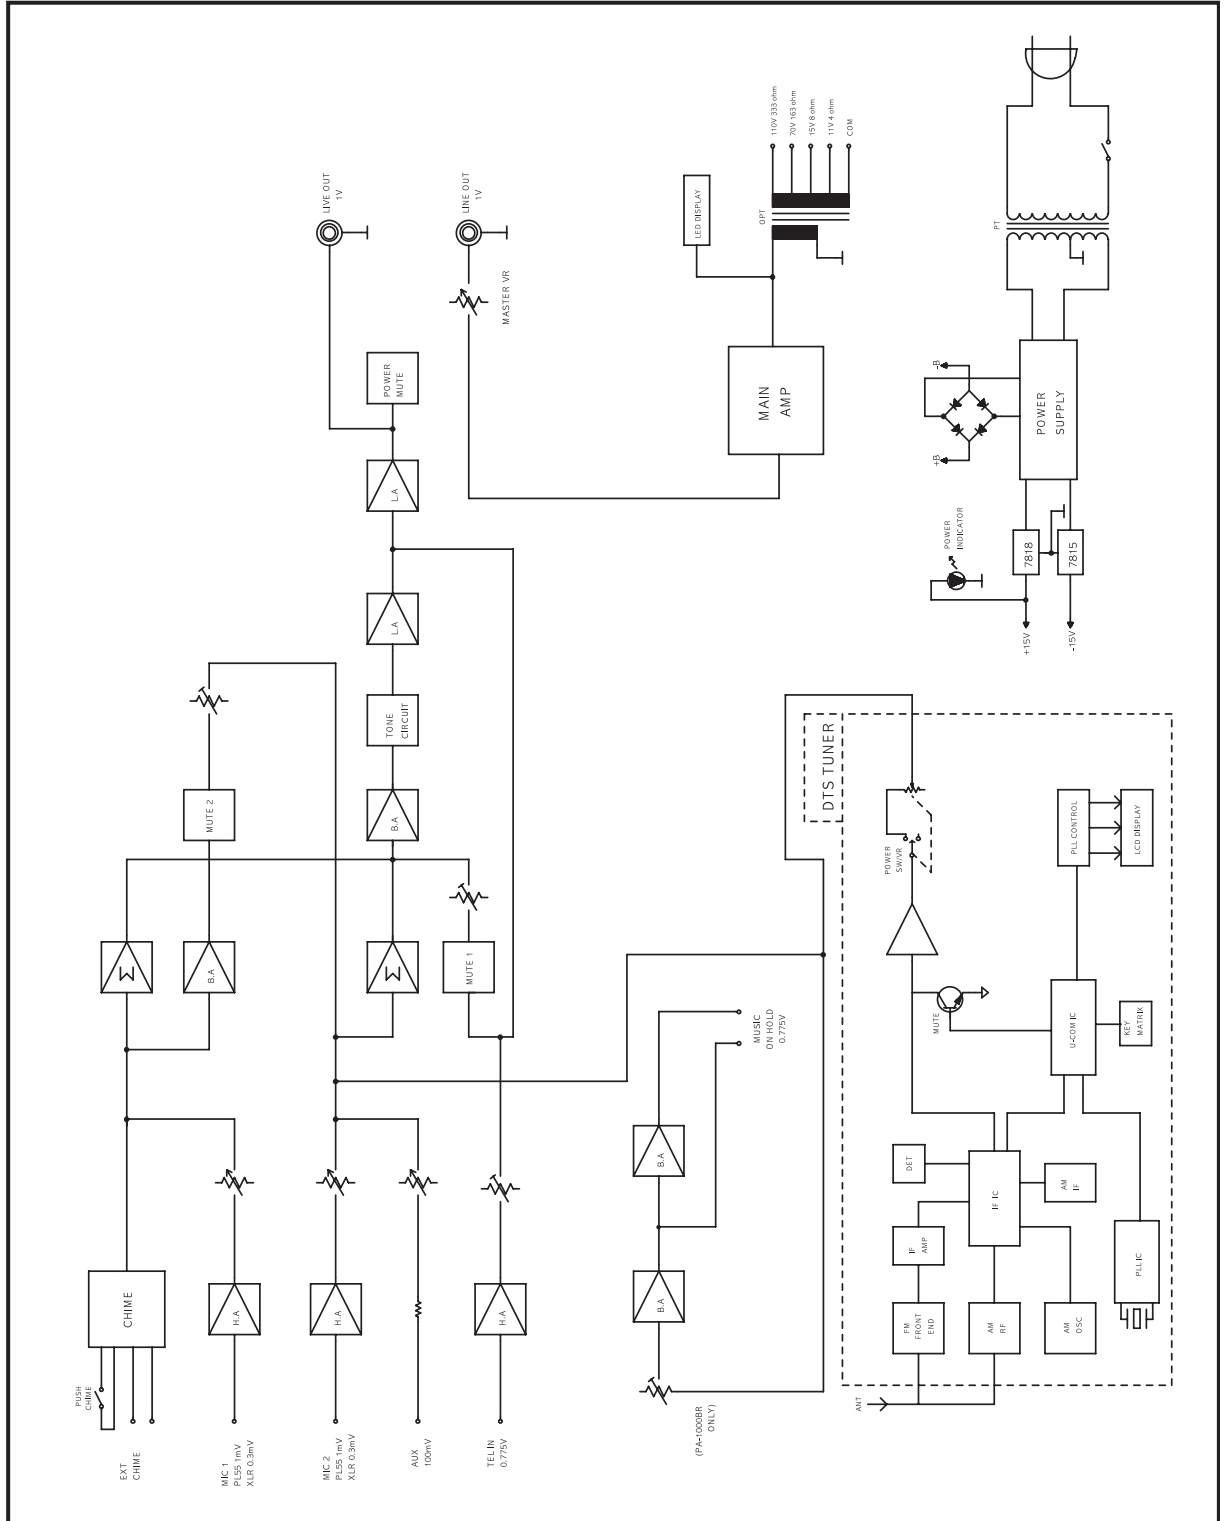 LIVE OUT
1V
LINE OUT
1V
MASTER VR
POWER
MUTE
L.A
L.A
TONE
CIRCUIT
B.A
MUTE 2
Σ
B.A
Σ
MUTE 1
CHIME
H.A
H.A
H.A
PUSH
CHIME
EXT
CHIME
MIC 1
PL55 1mV
XLR 0.3mV
MIC 2
PL55 1mV
XLR 0.3mV
AUX
100mV
TEL IN
0.775V
B.A
B.A
MUSIC
ON HOLD
0.775V
(PA-1000BR
ONLY)
LED DISPLAY
OPT
110V 333 ohm
70V 163 ohm
15V 8 ohm
11V 4 ohm
COM
MAIN
AMP
PT
POWER
SUPPLY
-B
+B
POWER
INDICATOR
7818
7815
+15V
-15V
DTS TUNER
POWER
SW/VR
PLL CONTROL
LCD DISPLAY
MUTE
U-COM IC
KEY
MATRIX
DET
IF IC
AM
IF
IF
AMP
PLL IC
FM
FRONT
END
AM
RF
AM
OSC
ANT